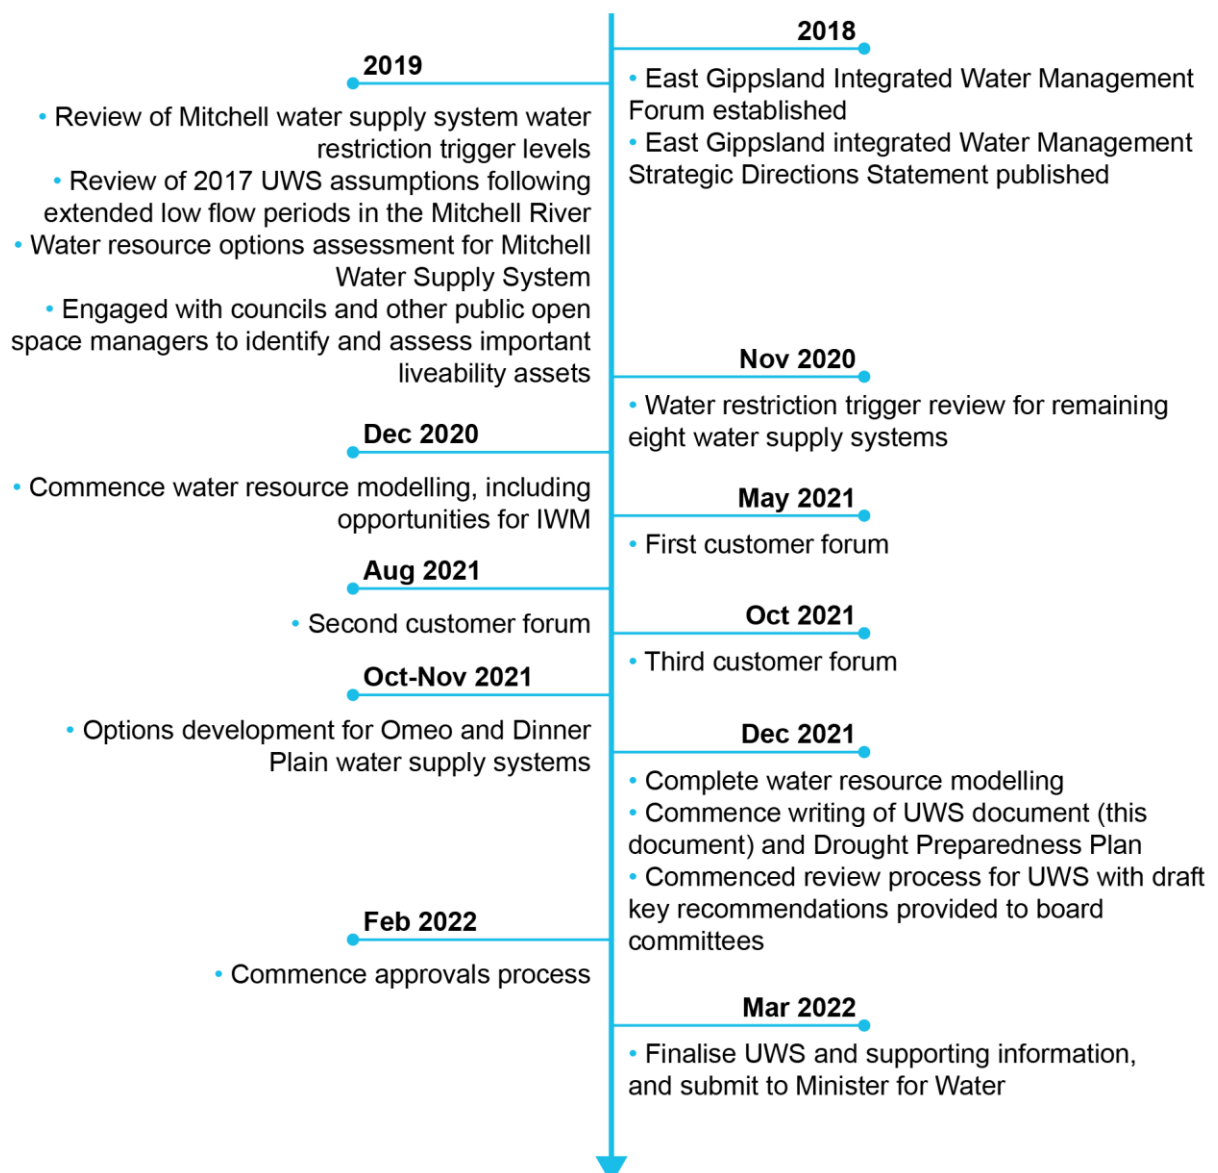 2018
• East Gippsland Integrated Water Management
Forum established
• East Gippsland integrated Water Management
Strategic Directions Statement published
2019
• Review of Mitchell water supply system water
restriction trigger levels
• Review of 2017 UWS assumptions following
extended low flow periods in the Mitchell River
• Water resource options assessment for Mitchell
Water Supply System
• Engaged with councils and other public open
space managers to identify and assess important
liveability assets
Nov 2020
• Water restriction trigger review for remaining
eight water supply systems
Dec 2020
• Commence water resource modelling, including
opportunities for IWM
May 2021
• First customer forum
Aug 2021
• Second customer forum
Oct 2021
• Third customer forum
Oct-Nov 2021
• Options development for Omeo and Dinner
Plain water supply systems
Dec 2021
• Complete water resource modelling
• Commence writing of UWS document (this
document) and Drought Preparedness Plan
• Commenced review process for UWS with draft
key recommendations provided to board
committees
Feb 2022
• Commence approvals process
Mar 2022
• Finalise UWS and supporting information,
and submit to Minister for Water